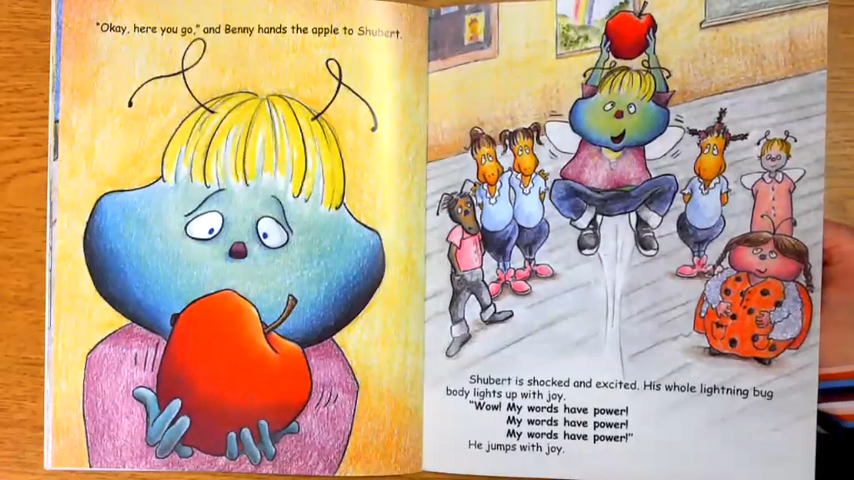 "Okay, here you go," and Benny hands the apple to Shubert.
Shubert is shocked and excited. His whole lightning bug
body lights up with joy.
"Wow! My words have power!
My words have power!
My words have power!"
He jumps with joy.